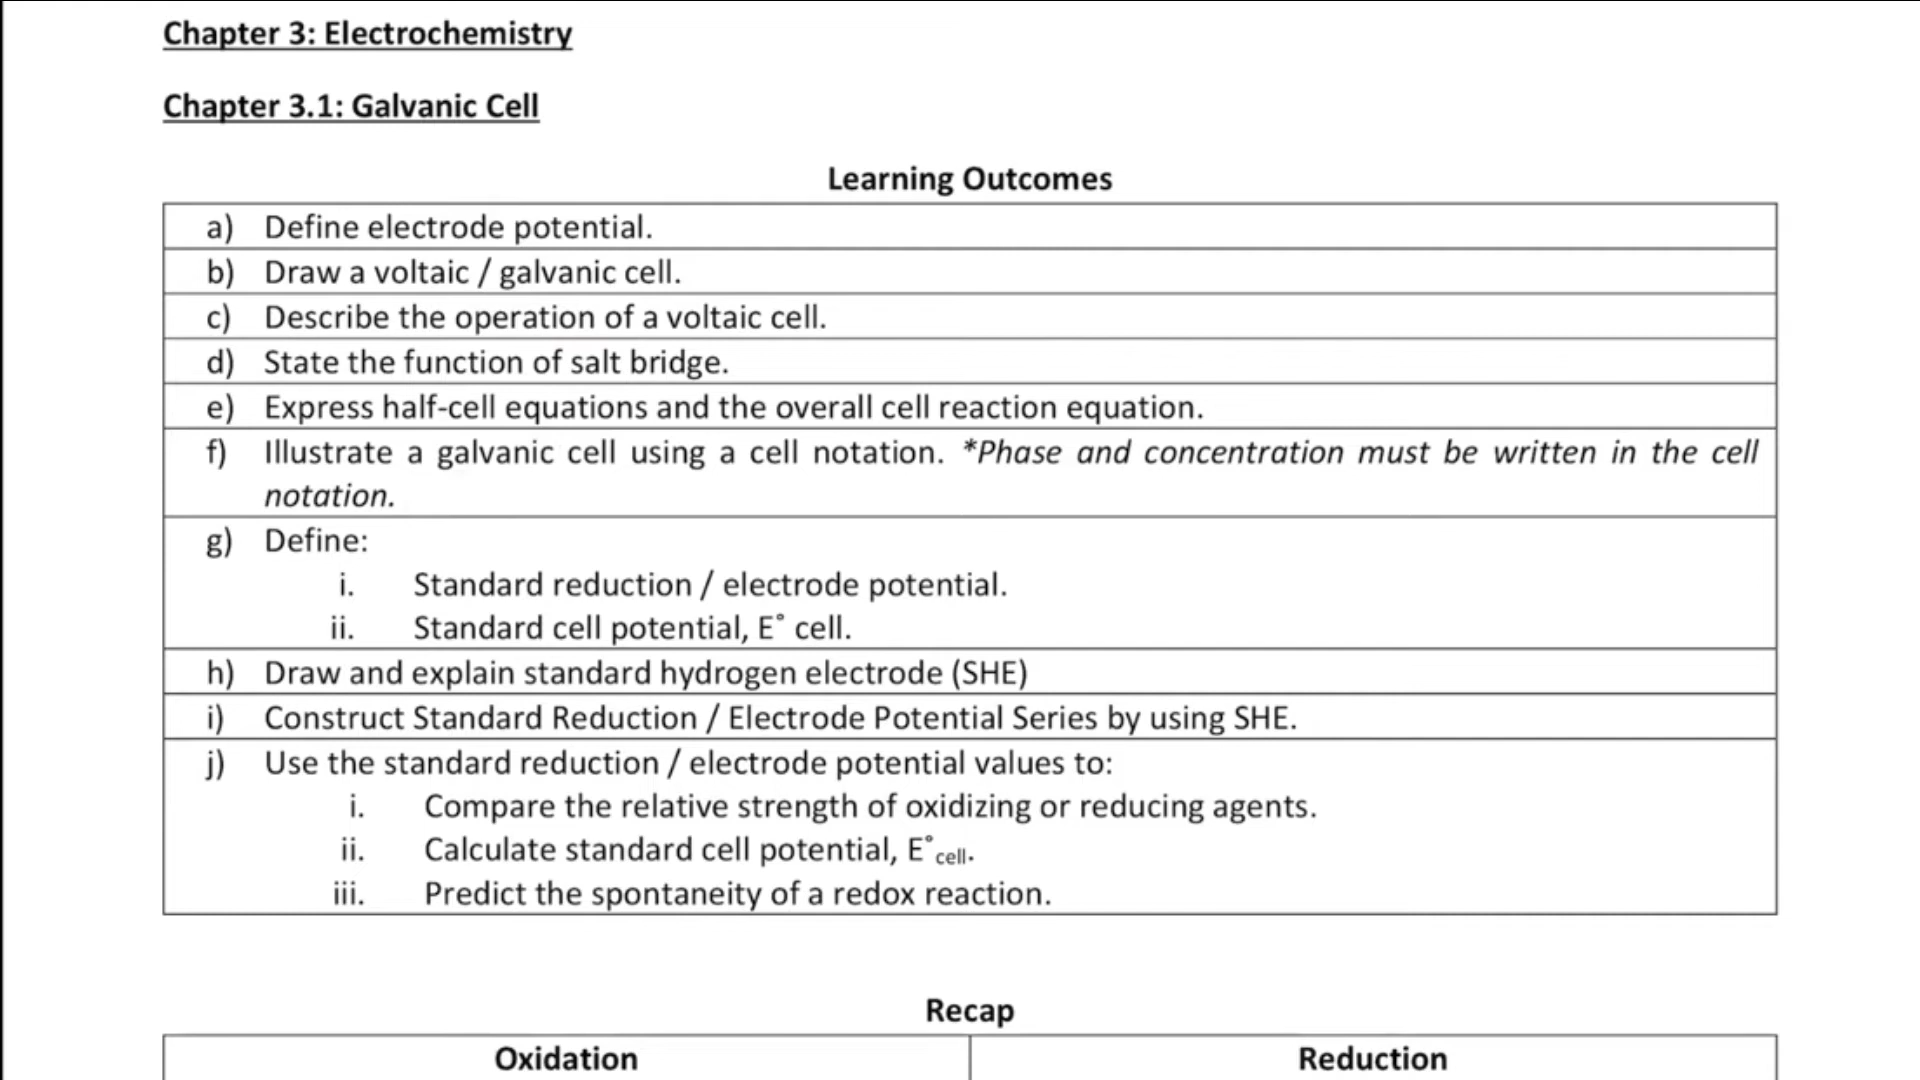 Chapter 3: Electrochemistry
Chapter 3.1: Galvanic Cell
Learning Outcomes
a) Define electrode potential.
b) Draw a voltaic / galvanic cell.
c) Describe the operation of a voltaic cell.
d) State the function of salt bridge.
e) Express half-cell equations and the overall cell reaction equation.
f) Illustrate a galvanic cell using a cell notation. *Phase and concentration must be written in the cell
notation.
g) Define:
i. Standard reduction / electrode potential.
ii. Standard cell potential, E˚ cell.
h) Draw and explain standard hydrogen electrode (SHE)
i) Construct Standard Reduction / Electrode Potential Series by using SHE.
j) Use the standard reduction / electrode potential values to:
i. Compare the relative strength of oxidizing or reducing agents.
ii. Calculate standard cell potential, E˚cell.
iii. Predict the spontaneity of a redox reaction.
Recap
Oxidation Reduction